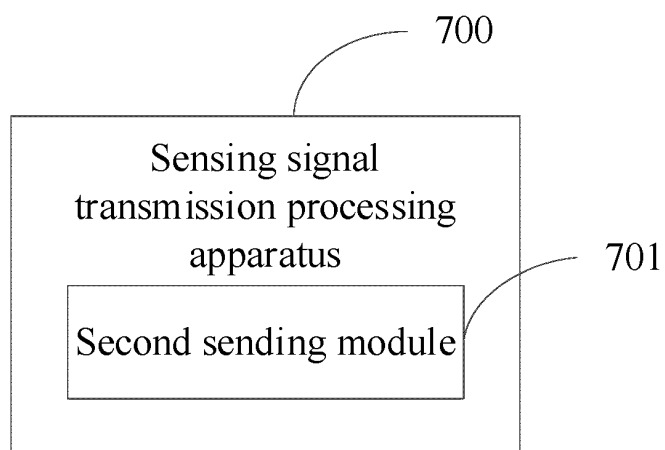 700
Sensing signal
transmission processing
apparatus
701
Second sending module